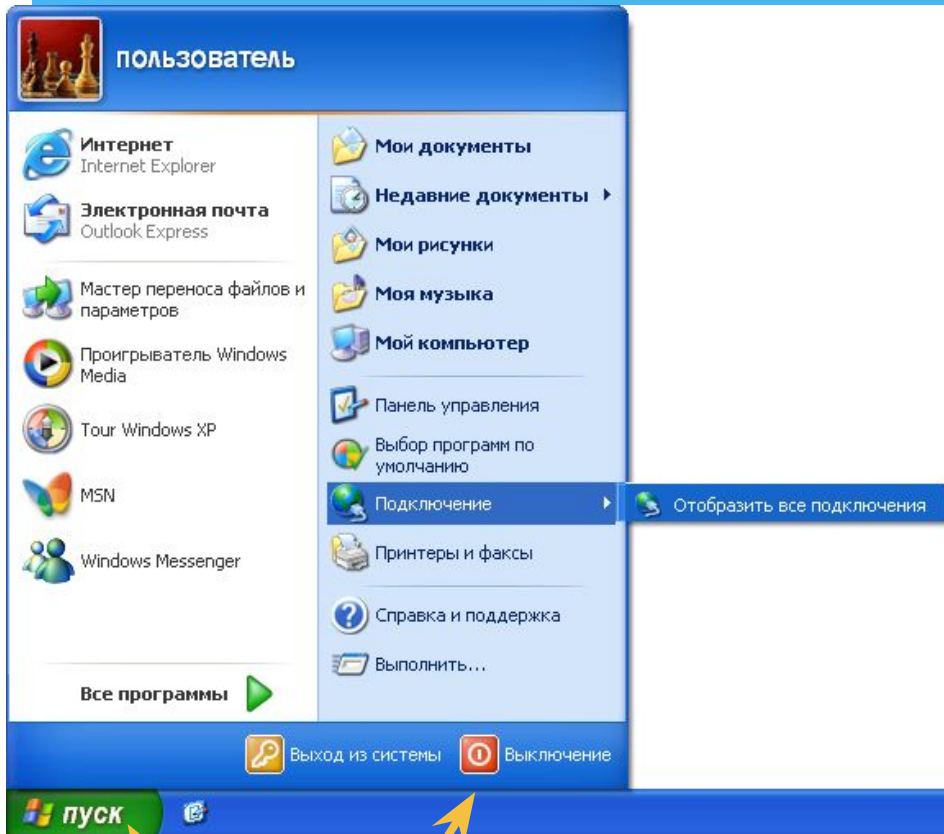 пользователь
Интернет
Internet Explorer
Электронная почта
Outlook Express
Мастер переноса файлов и
параметров
Проигрыватель Windows
Media
Tour Windows XP
MSN
Windows Messenger
Все программы
Мои документы
Недавние документы
Мои рисунки
Моя музыка
Мой компьютер
Панель управления
Выбор программ по
умолчанию
Подключение
Отобразить все подключения
Принтеры и факсы
Справка и поддержка
Выполнить...
Выход из системы
Выключение
пуск